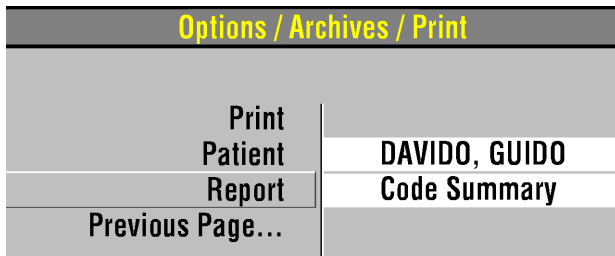 Options / Archives / Print
Print
Patient DAVIDO, GUIDO
Report Code Summary
Previous Page...